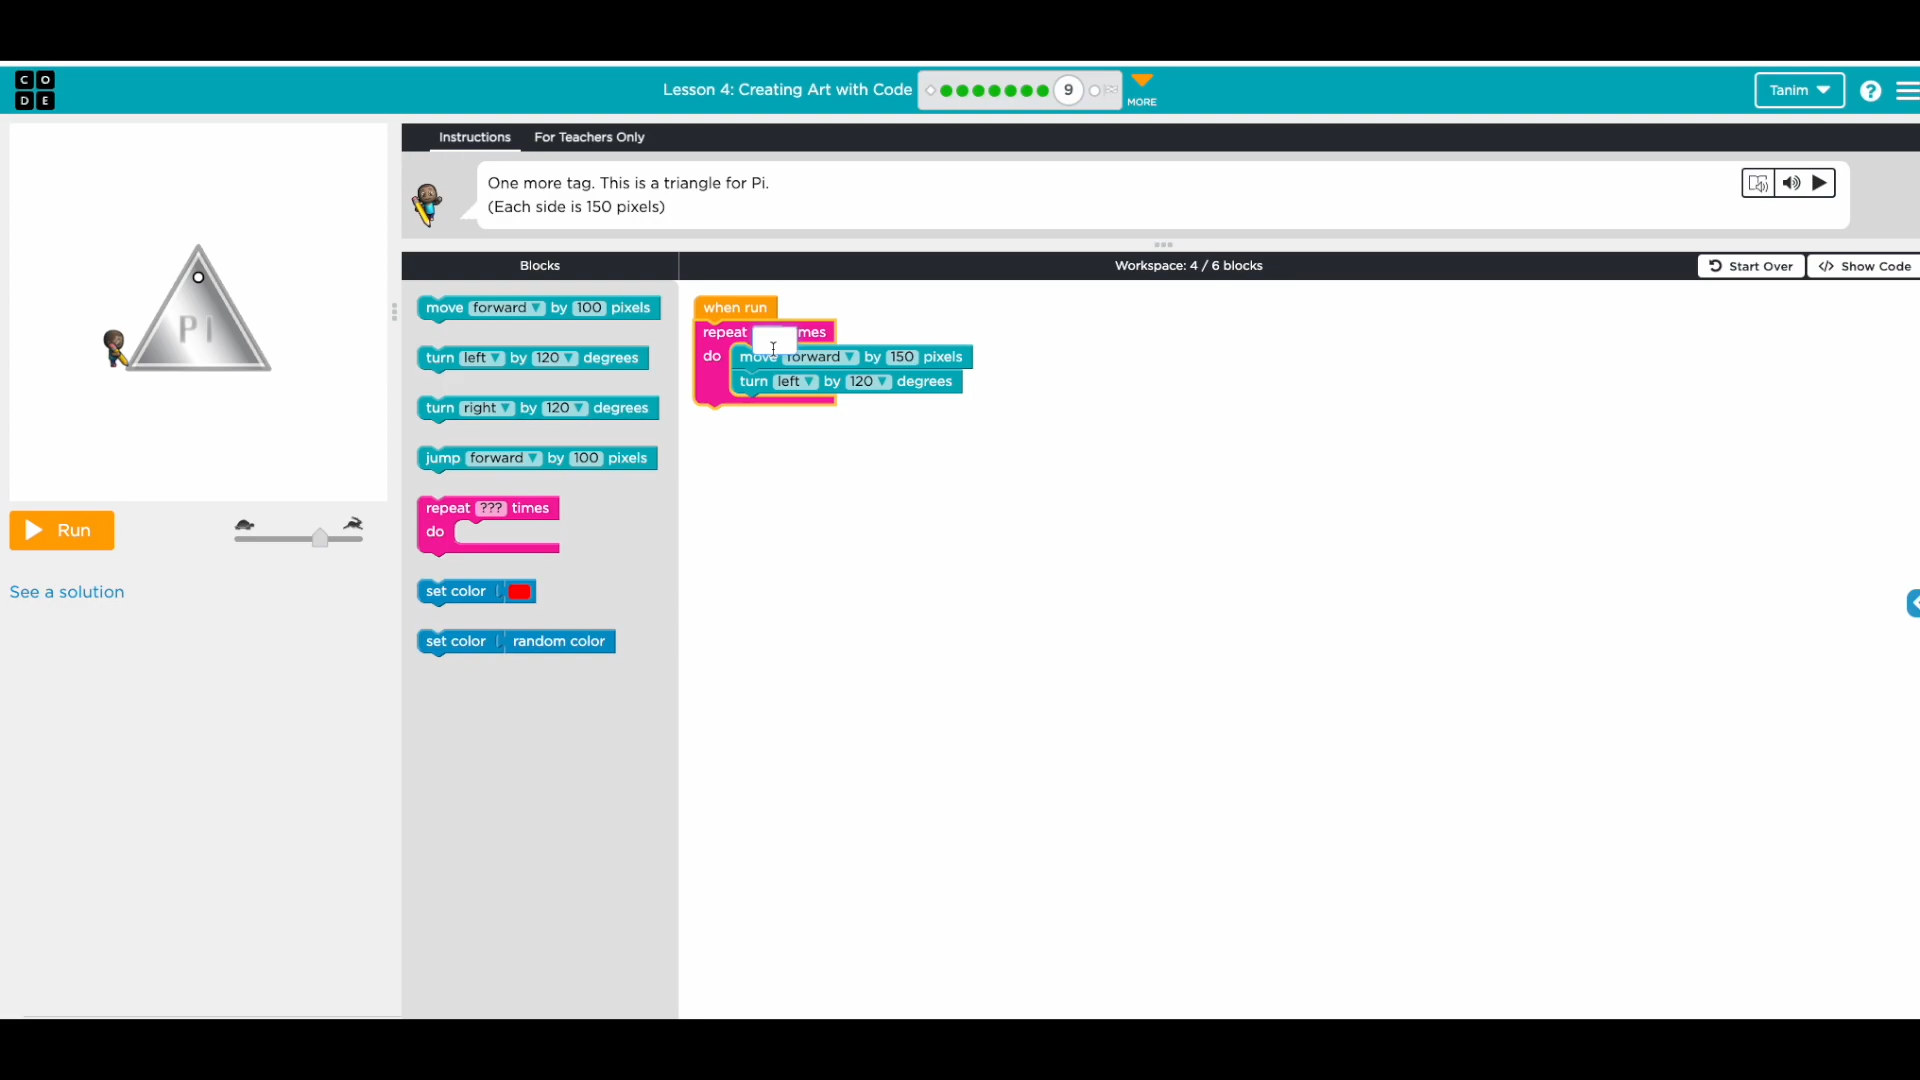 C O
D E
Lesson 4: Creating Art with Code
9
MORE
Tanim
?
Instructions
For Teachers Only
One more tag. This is a triangle for Pi.
(Each side is 150 pixels)
Blocks
Workspace: 4 / 6 blocks
Start Over
</> Show Code
PI
Run
See a solution
move forward by 100 pixels
turn left by 120 degrees
turn right by 120 degrees
jump forward by 100 pixels
repeat ??? times
do
set color
set color random color
when run
repeat mes
do
move forward by 150 pixels
turn left by 120 degrees